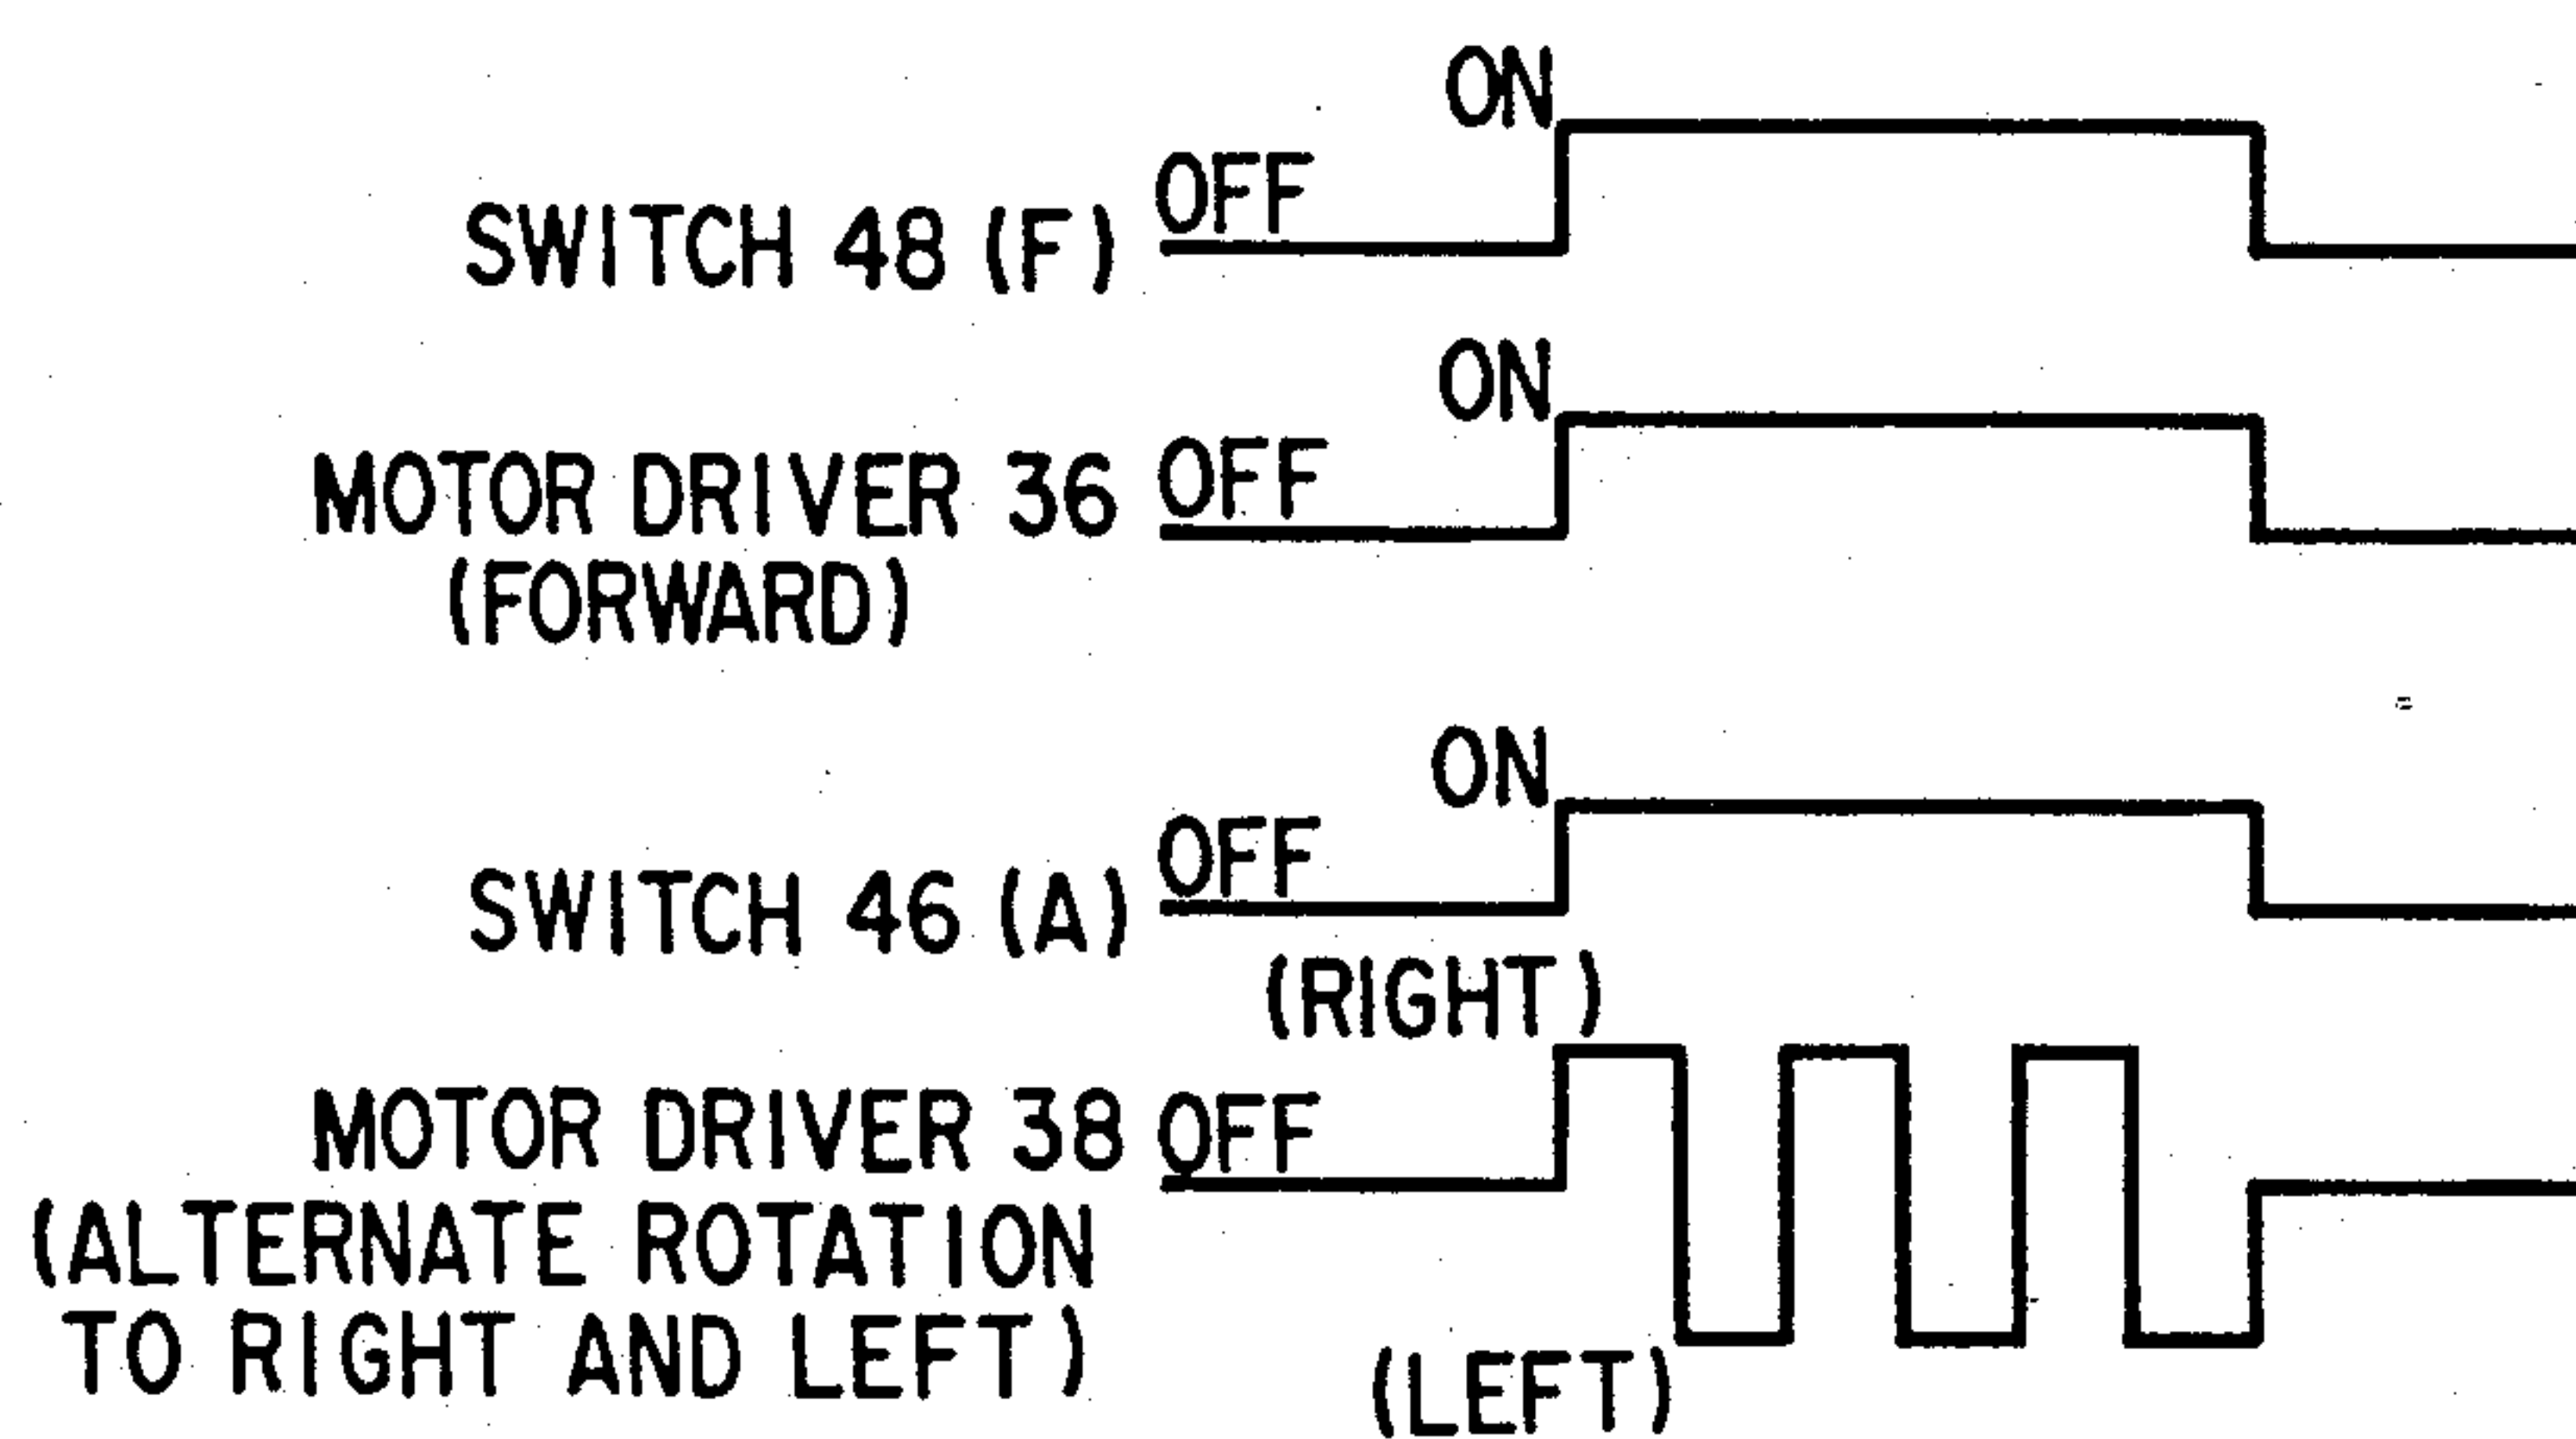 ON
OFF
SWITCH 48 (F)
ON
OFF
MOTOR DRIVER 36
(FORWARD)
ON
OFF
SWITCH 46 (A)
(RIGHT)
MOTOR DRIVER 38 OFF
(ALTERNATE ROTATION
TO RIGHT AND LEFT)
(LEFT)